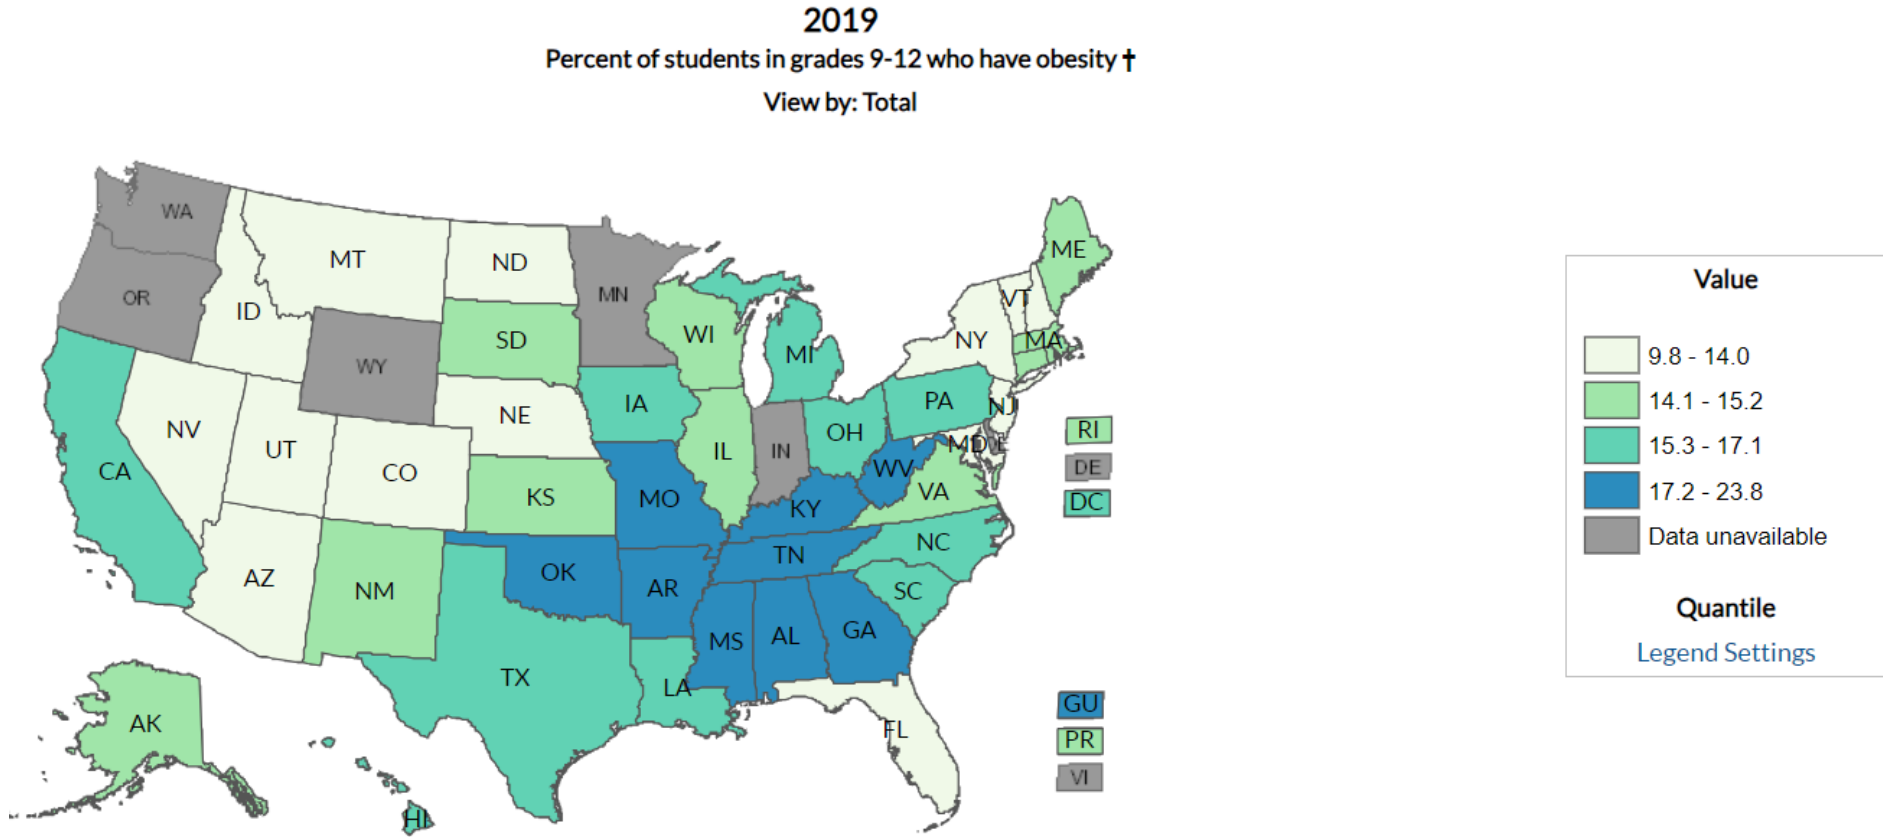 2019
Percent of students in grades 9-12 who have obesity †
View by: Total
WA
MT
ND
MN
OR
ID
SD
WI
MI
ME
VT
NY
MA
WY
NE
IA
PA
NJ
NV
UT
CO
KS
IL
IN
OH
MD
DE
WV
VA
CA
MO
KY
RI
DE
DC
AZ
NM
OK
AR
TN
NC
SC
TX
LA
MS
AL
GA
FL
AK
HI
GU
PR
VI
Value
9.8 - 14.0
14.1 - 15.2
15.3 - 17.1
17.2 - 23.8
Data unavailable
Quantile
Legend Settings